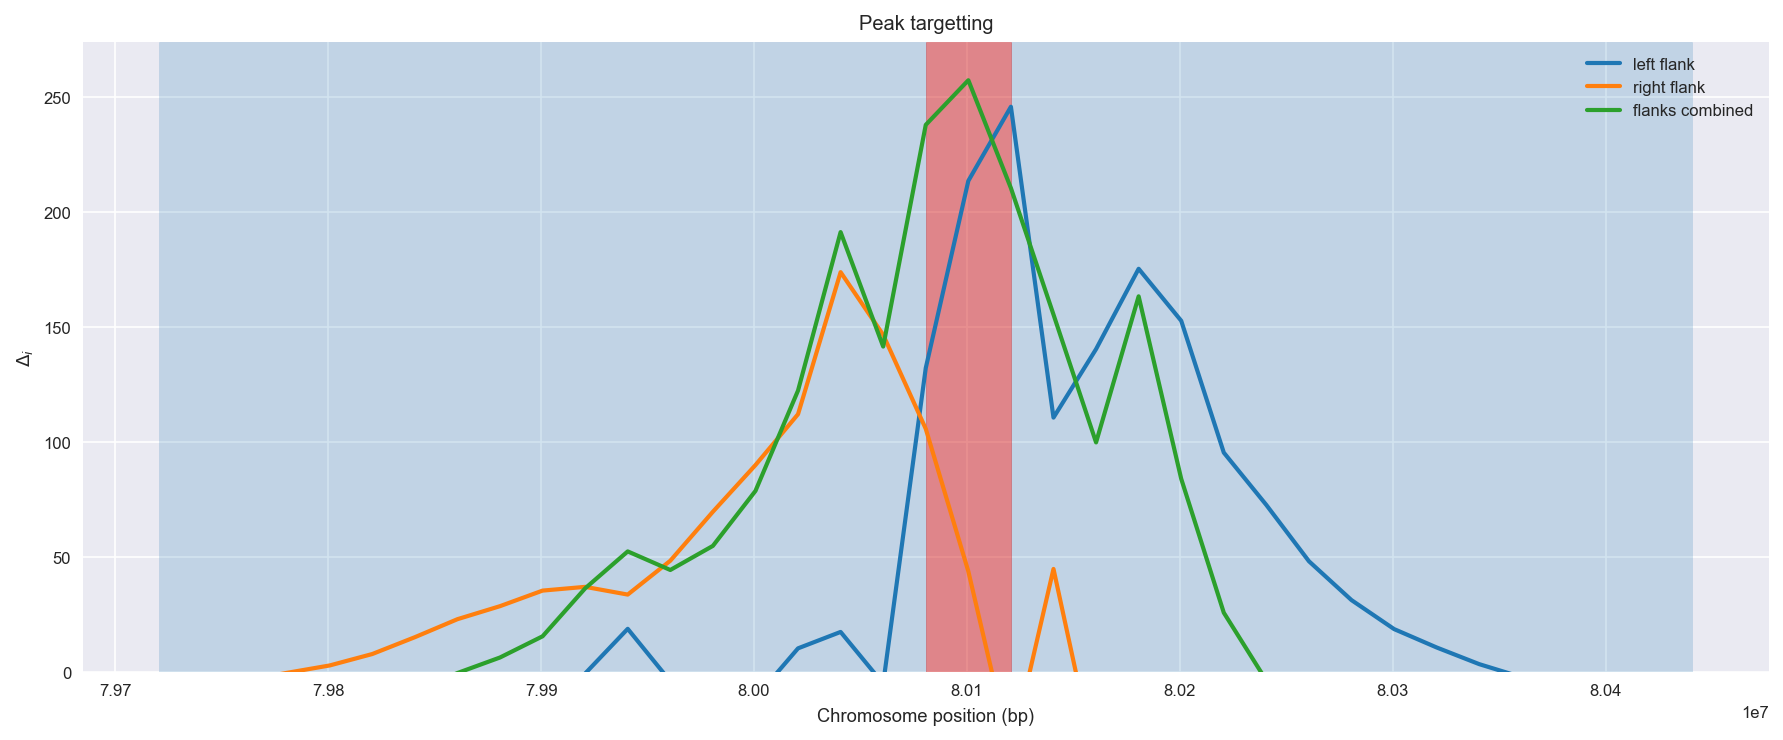 Peak targetting
left flank
right flank
flanks combined
250
200
150
100
50
0
Δi
7.97 7.98 7.99 8.00 8.01 8.02 8.03 8.04
1e7
Chromosome position (bp)